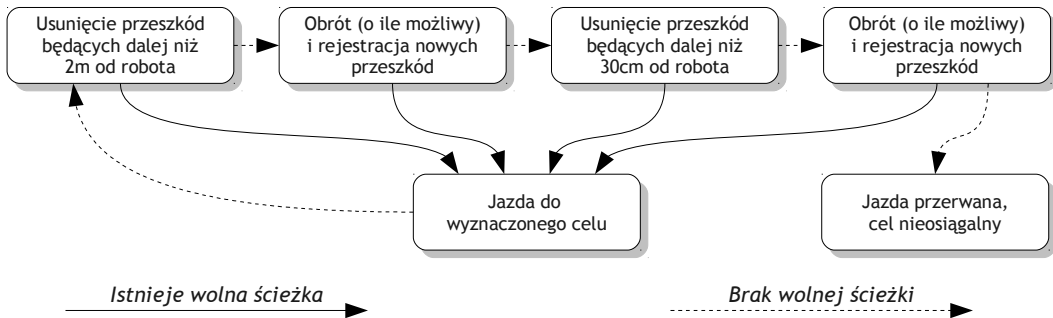 Usunięcie przeszkód
będących dalej niż
2m od robota
Obrót (o ile możliwy)
i rejestracja nowych
przeszkód
Usunięcie przeszkód
będących dalej niż
30cm od robota
Obrót (o ile możliwy)
i rejestracja nowych
przeszkód
Jazda do
wyznaczonego celu
Jazda przerwana,
cel nieosiągalny
Istnieje wolna ścieżka
Brak wolnej ścieżki